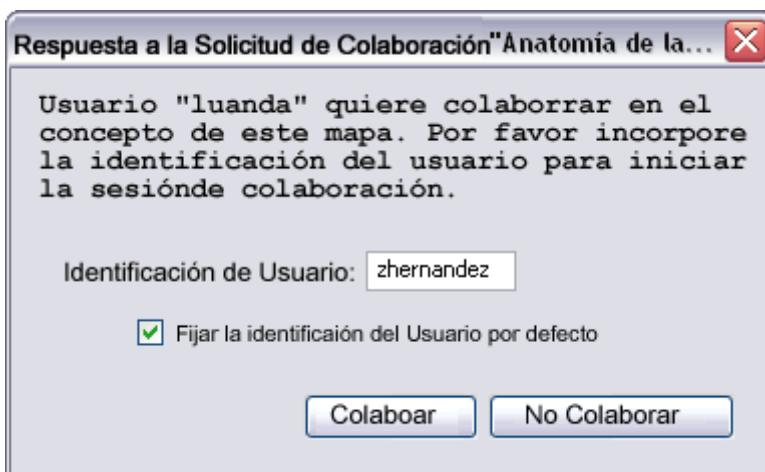 Respuesta a la Solicitud de Colaboración"Anatomía de la...
Usuario "luanda" quiere colaborrar en el
concepto de este mapa. Por favor incorpore
la identificación del usuario para iniciar
la sesiónde colaboración.
Identificación de Usuario: zhernandez
Fijar la identificaión del Usuario por defecto
Colaboar No Colaborar